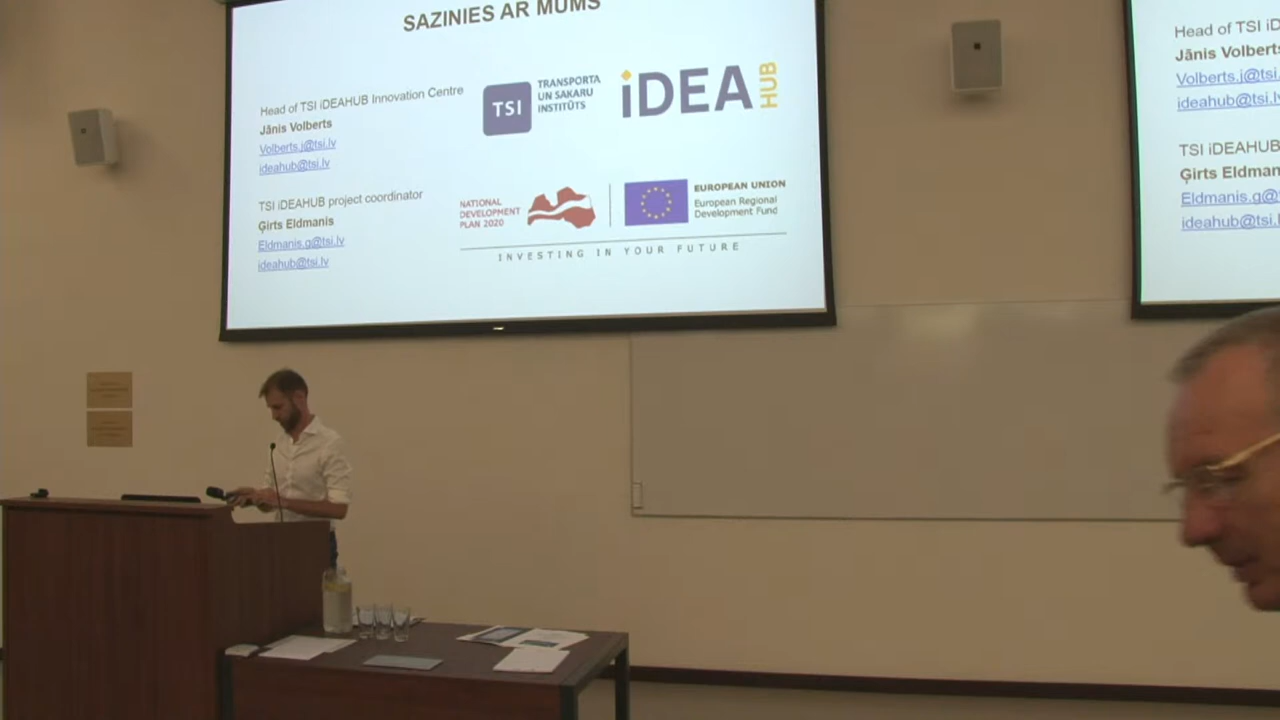 SAZINIES AR MUMS
Head of TSI iDEAHUB Innovation Centre
Jānis Volberts
Volberts.j@tsi.lv
ideahub@tsi.lv
TSI iDEAHUB project coordinator
Ģirts Eldmanis
Eldmanis.g@tsi.lv
ideahub@tsi.lv
TSI
TRANSPORTA
UN SAKARU
INSTITŪTS
iDEA
HUB
NATIONAL
DEVELOPMENT
PLAN 2020
EUROPEAN UNION
European Regional
Development Fund
INVESTING IN YOUR FUTURE
Head of TSI iD
Jānis Volberts
Volberts.j@tsi.
ideahub@tsi.lv
TSI iDEAHUB
Ģirts Eldman
Eldmanis.g@
ideahub@tsi.